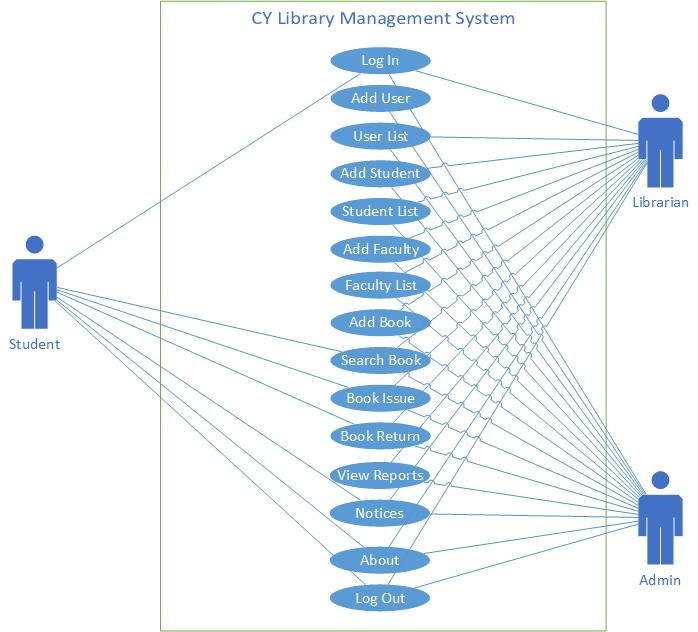 CY Library Management System
Log In
Add User
User List
Add Student
Student List
Add Faculty
Faculty List
Add Book
Search Book
Book Issue
Book Return
View Reports
Notices
About
Log Out
Librarian
Student
Admin